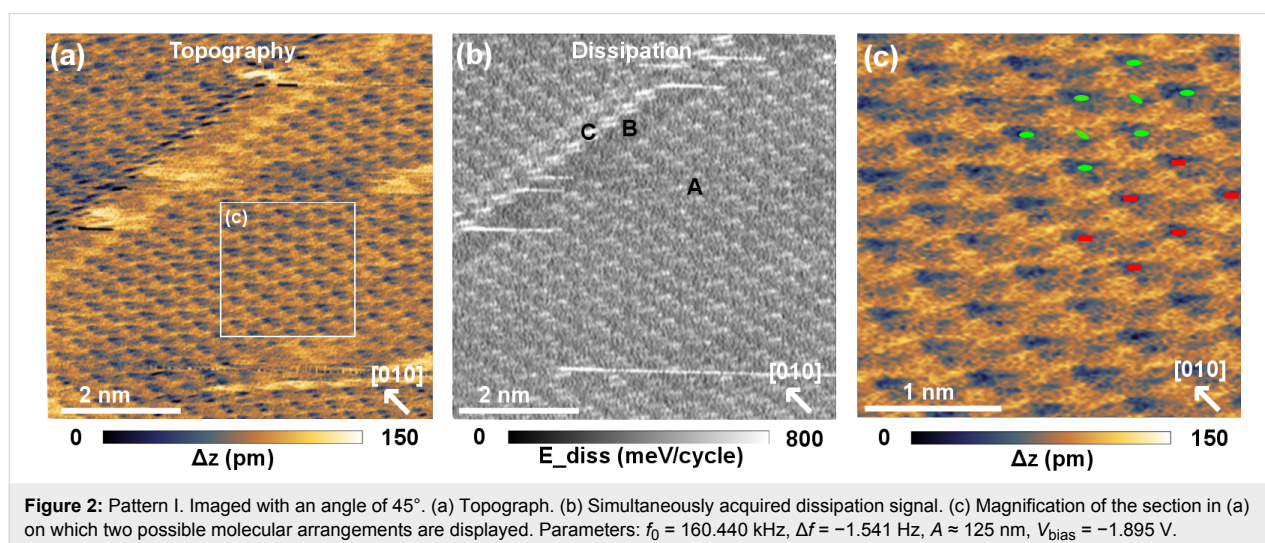 (a) Topography
(c)
[010]
2 nm
0 150
Δz (pm)
(b) Dissipation
C B
A
[010]
2 nm
0 800
E_diss (meV/cycle)
(c)
[010]
1 nm
0 150
Δz (pm)
Figure 2: Pattern I. Imaged with an angle of 45°. (a) Topograph. (b) Simultaneously acquired dissipation signal. (c) Magnification of the section in (a)
on which two possible molecular arrangements are displayed. Parameters: f0 = 160.440 kHz, Δf = −1.541 Hz, A ≈ 125 nm, Vbias = −1.895 V.